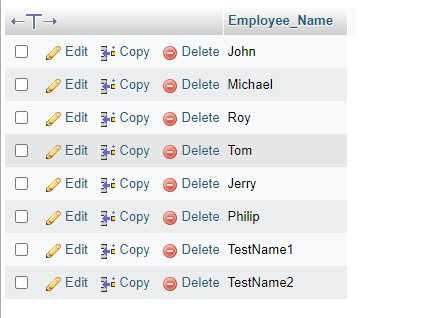 Employee_Name
Edit Copy Delete John
Edit Copy Delete Michael
Edit Copy Delete Roy
Edit Copy Delete Tom
Edit Copy Delete Jerry
Edit Copy Delete Philip
Edit Copy Delete TestName1
Edit Copy Delete TestName2